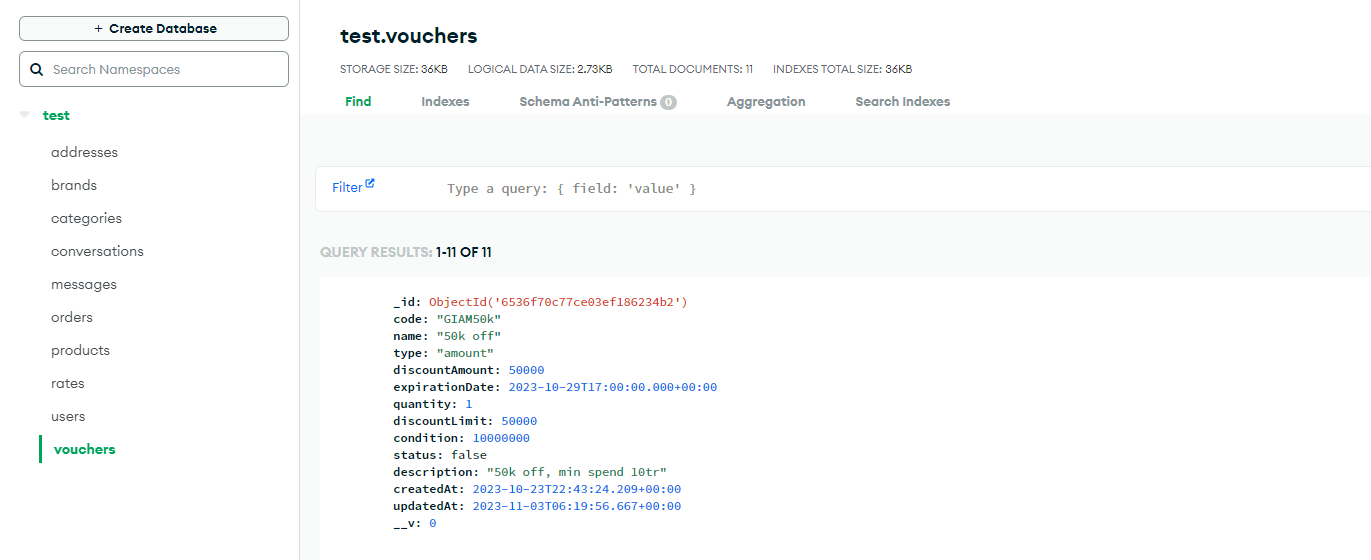 + Create Database
Search Namespaces
test
addresses
brands
categories
conversations
messages
orders
products
rates
users
vouchers
test.vouchers
STORAGE SIZE: 36KB LOGICAL DATA SIZE: 2.73KB TOTAL DOCUMENTS: 11 INDEXES TOTAL SIZE: 36KB
Find Indexes Schema Anti-Patterns 0 Aggregation Search Indexes
Filter Type a query: { field: 'value' }
QUERY RESULTS: 1-11 OF 11
_id: ObjectId('6536f70c77ce03ef186234b2')
code: "GIAM50k"
name: "50k off"
type: "amount"
discountAmount: 50000
expirationDate: 2023-10-29T17:00:00.000+00:00
quantity: 1
discountLimit: 50000
condition: 10000000
status: false
description: "50k off, min spend 10tr"
createdAt: 2023-10-23T22:43:24.209+00:00
updatedAt: 2023-11-03T06:19:56.667+00:00
__v: 0